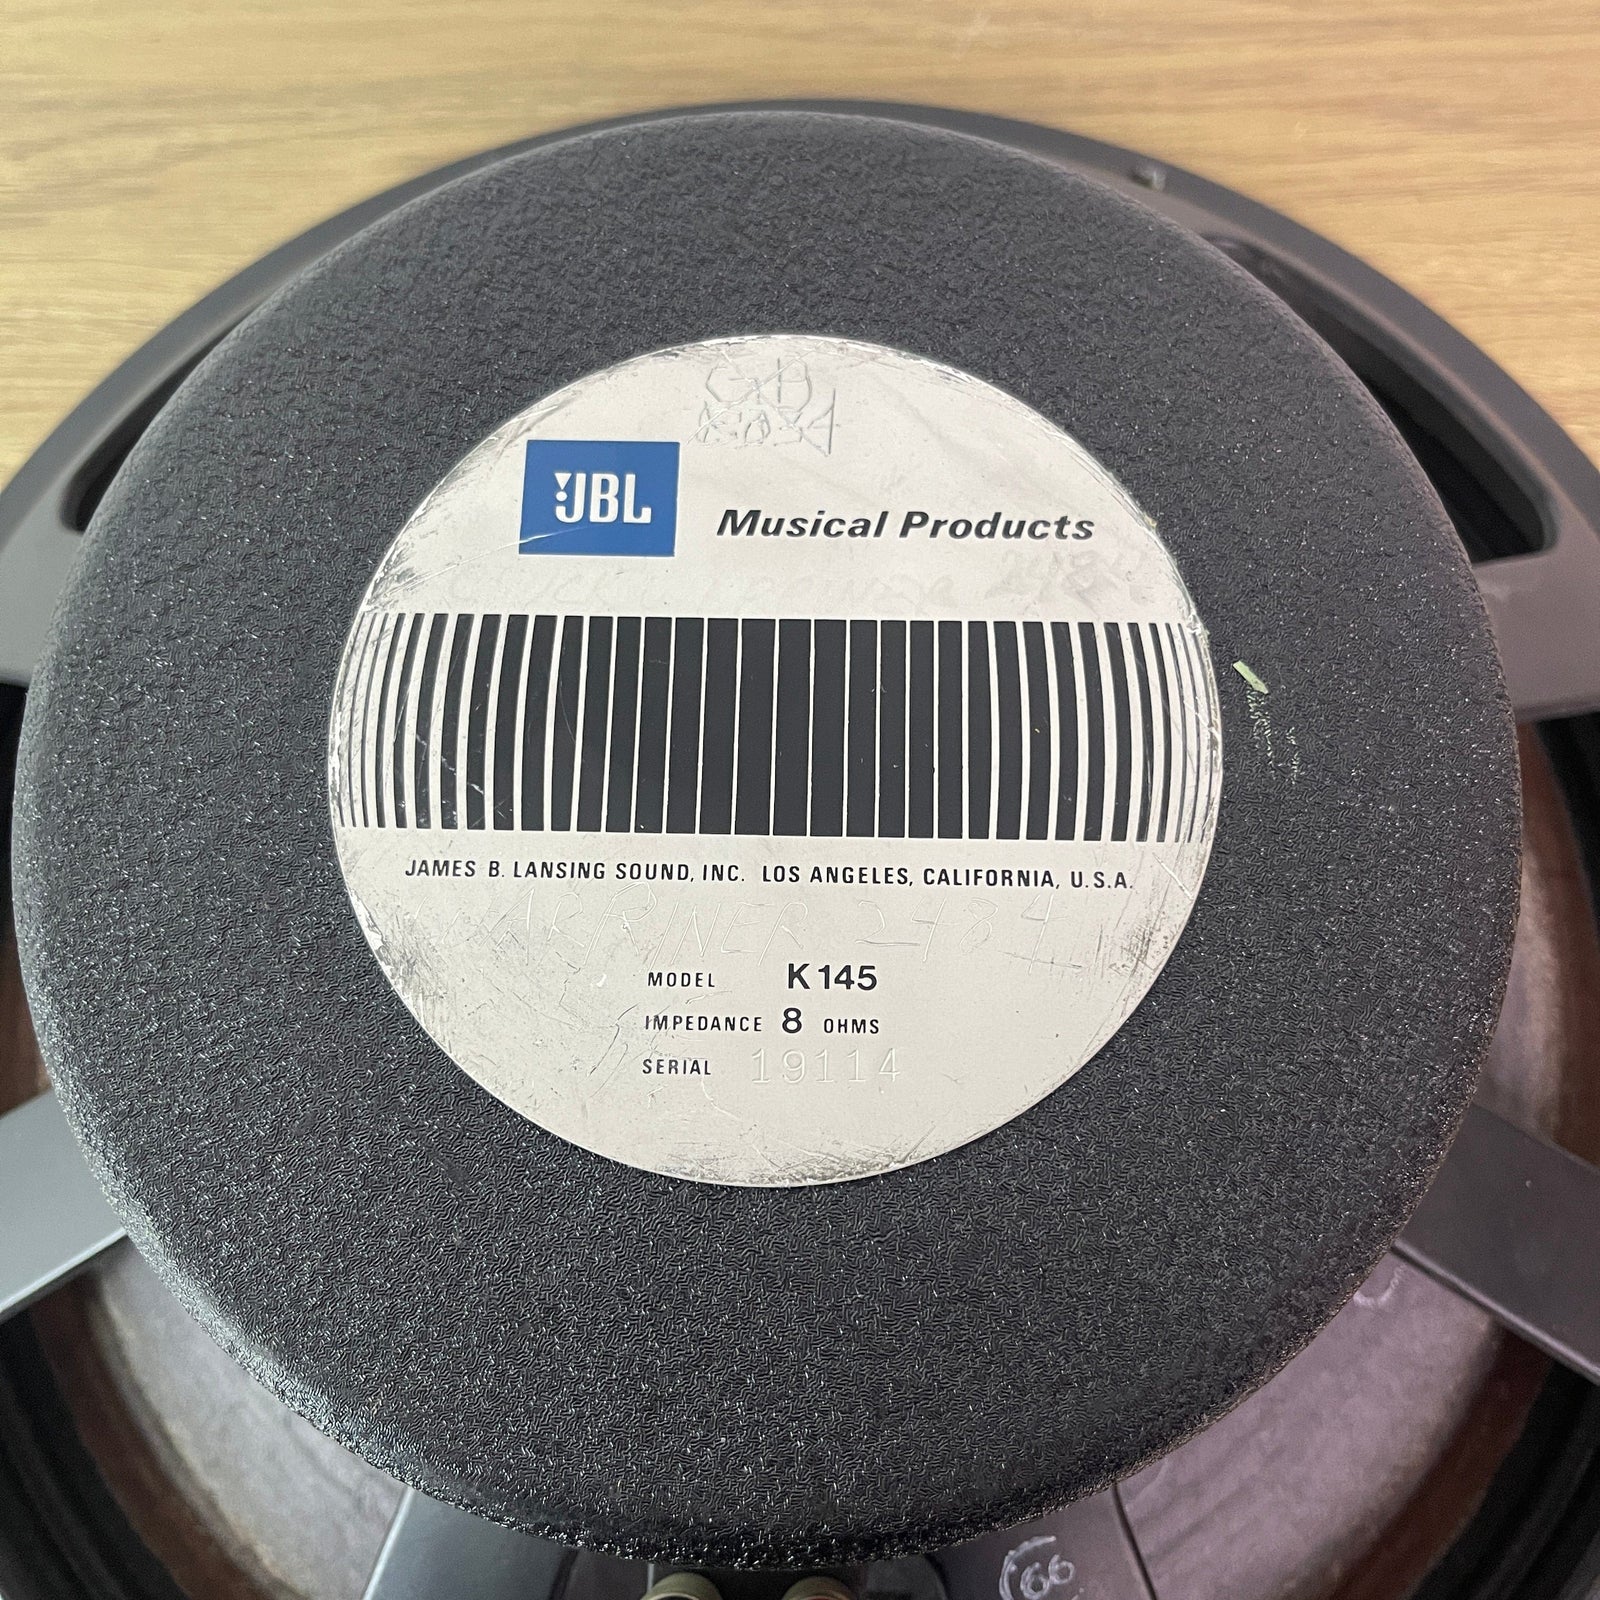 JBL
Musical Products
JAMES B. LANSING SOUND, INC. LOS ANGELES, CALIFORNIA, U.S.A.
WARRINER 2484
MODEL K145
IMPEDANCE 8 OHMS
SERIAL 19114
66